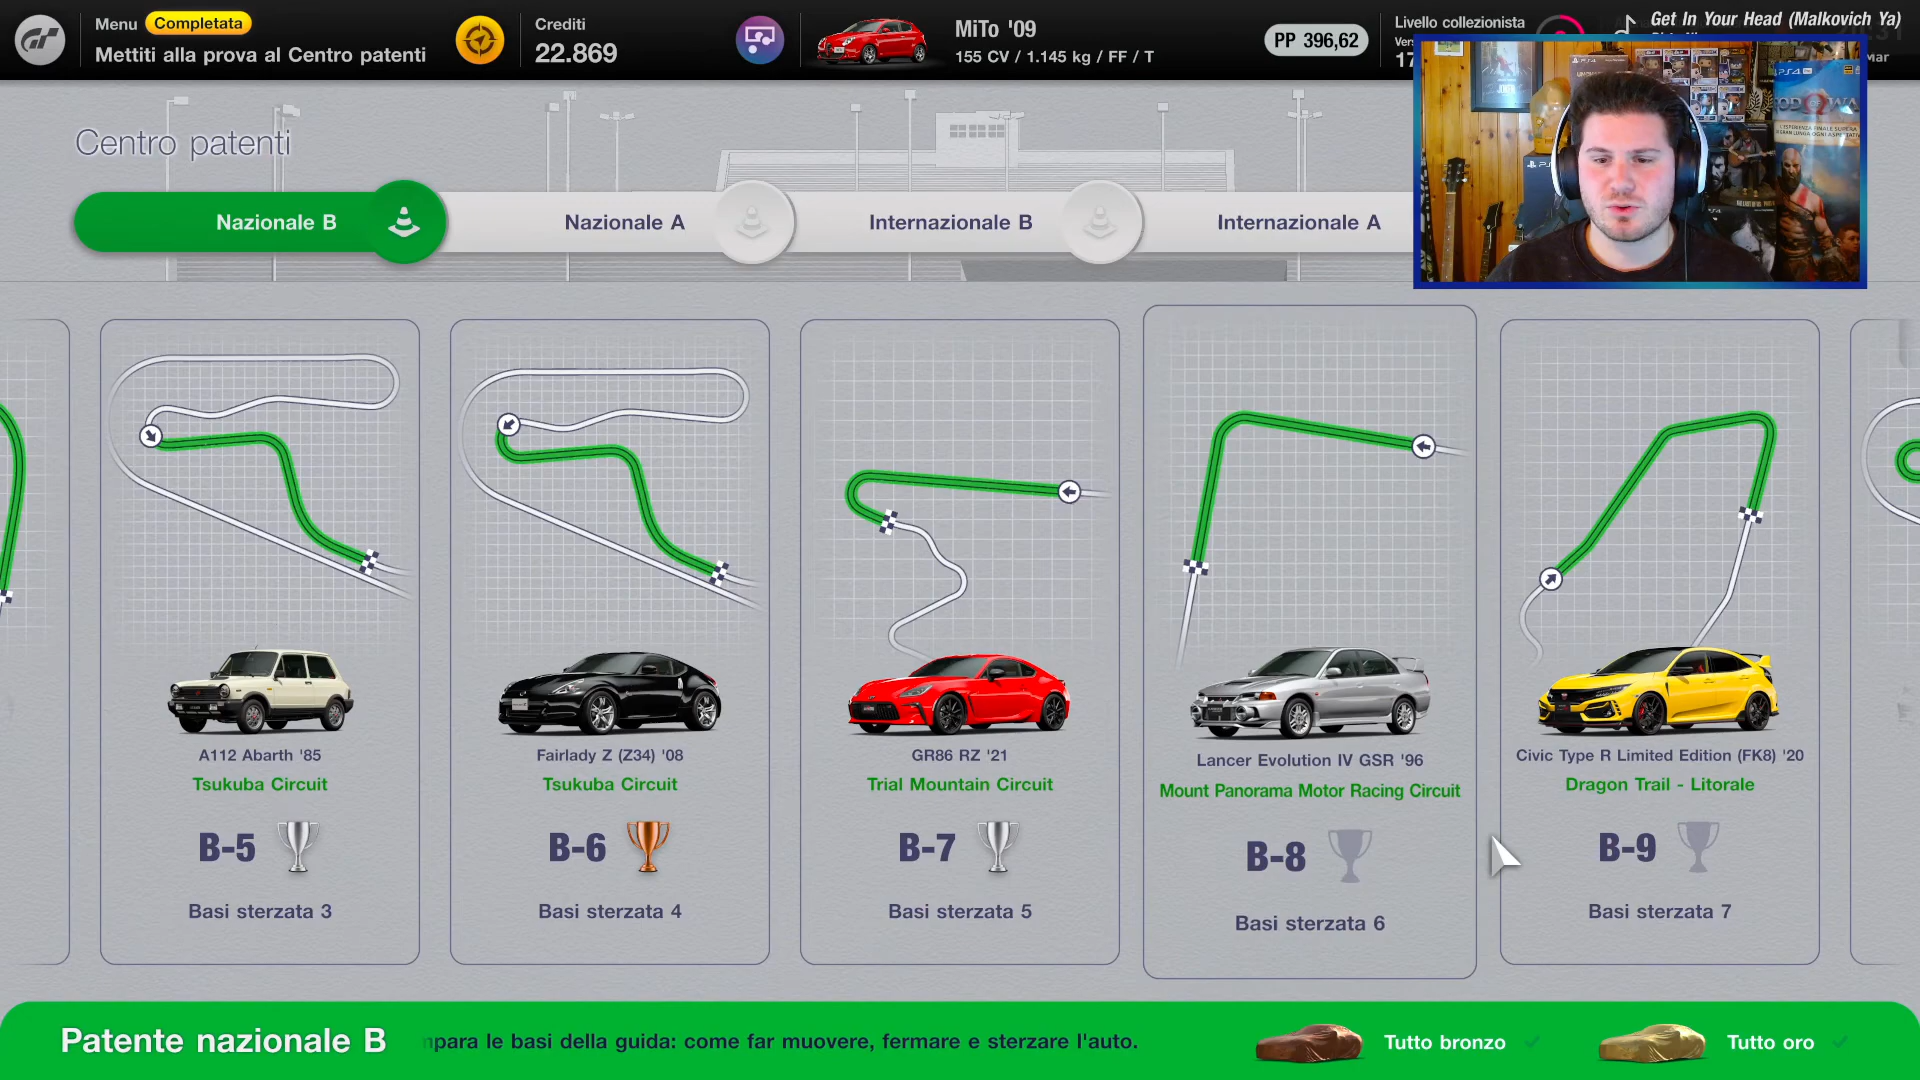 Menu Completata
Mettiti alla prova al Centro patenti
Crediti
22.869
MiTo '09
155 CV / 1.145 kg / FF / T
PP 396,62
Livello collezionista
Get In Your Head (Malkovich Ya)
Mar
Centro patenti
Nazionale B
Nazionale A
Internazionale B
Internazionale A
A112 Abarth '85
Tsukuba Circuit
B-5
Basi sterzata 3
Fairlady Z (Z34) '08
Tsukuba Circuit
B-6
Basi sterzata 4
GR86 RZ '21
Trial Mountain Circuit
B-7
Basi sterzata 5
Lancer Evolution IV GSR '96
Mount Panorama Motor Racing Circuit
B-8
Basi sterzata 6
Civic Type R Limited Edition (FK8) '20
Dragon Trail - Litorale
B-9
Basi sterzata 7
Patente nazionale B
mpara le basi della guida: come far muovere, fermare e sterzare l'auto.
Tutto bronzo
Tutto oro